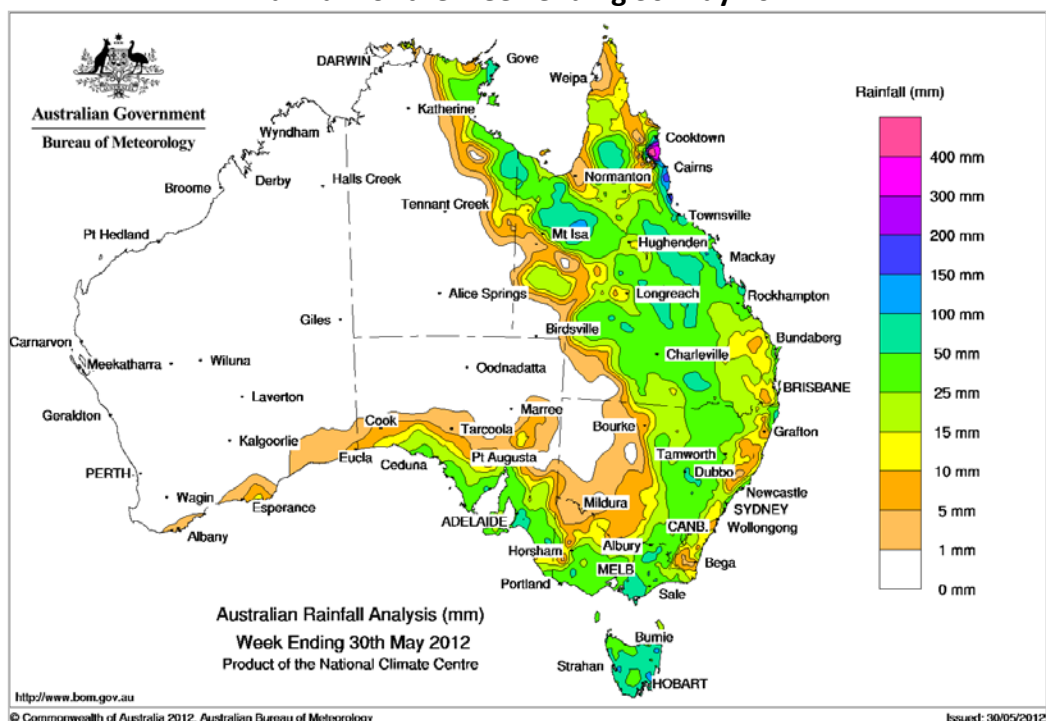 Australian Government
Bureau of Meteorology
DARWIN
Gove
Weipa
Katherine
Wyndham
Cooktown
Cairns
Derby
Halls Creek
Normanton
Broome
Tennant Creek
Townsville
Pt Hedland
Mt Isa
Hughenden
Mackay
Alice Springs
Longreach
Rockhampton
Giles
Birdsville
Carnarvon
Bundaberg
Meekatharra
Wiluna
Oodnadatta
Charleville
BRISBANE
Laverton
Geraldton
Marree
Cook
Tarcoola
Bourke
Grafton
Kalgoorlie
Eucla
Ceduna
Pt Augusta
Tamworth
PERTH
Dubbo
Wagin
Esperance
Mildura
Newcastle
SYDNEY
Albany
ADELAIDE
CANB.
Wollongong
Horsham
Albury
Bega
Portland
MELB
Sale
Burnie
Strahan
HOBART
Rainfall (mm)
400 mm
300 mm
200 mm
150 mm
100 mm
50 mm
25 mm
15 mm
10 mm
5 mm
1 mm
0 mm
Australian Rainfall Analysis (mm)
Week Ending 30th May 2012
Product of the National Climate Centre
http://www.bom.gov.au
© Commonwealth of Australia 2012, Australian Bureau of Meteorology
Issued: 30/05/2012